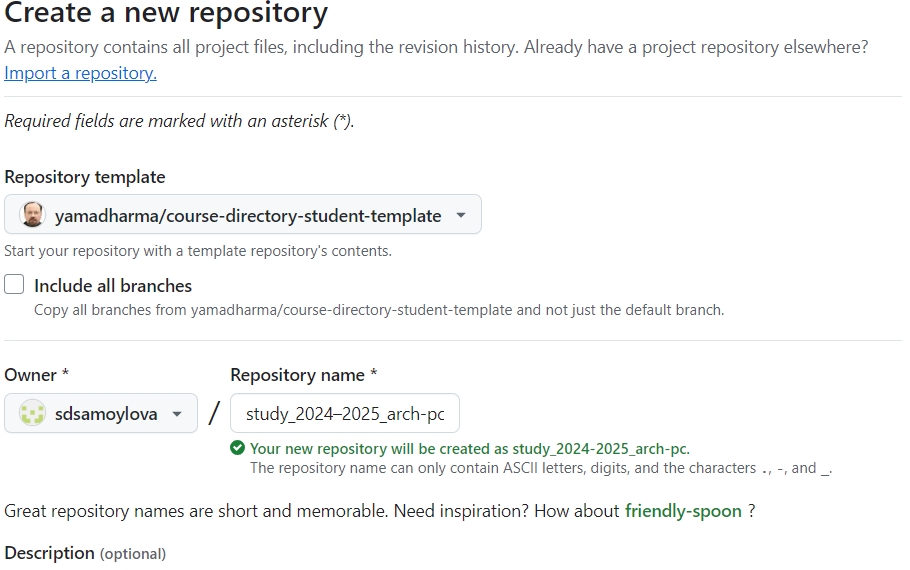 Create a new repository
A repository contains all project files, including the revision history. Already have a project repository elsewhere?
Import a repository.
Required fields are marked with an asterisk (*).
Repository template
yamadharma/course-directory-student-template
Start your repository with a template repository's contents.
Include all branches
Copy all branches from yamadharma/course-directory-student-template and not just the default branch.
Owner * Repository name *
sdsamoylova / study_2024–2025_arch-pc
Your new repository will be created as study_2024-2025_arch-pc.
The repository name can only contain ASCII letters, digits, and the characters ., -, and _.
Great repository names are short and memorable. Need inspiration? How about friendly-spoon ?
Description (optional)